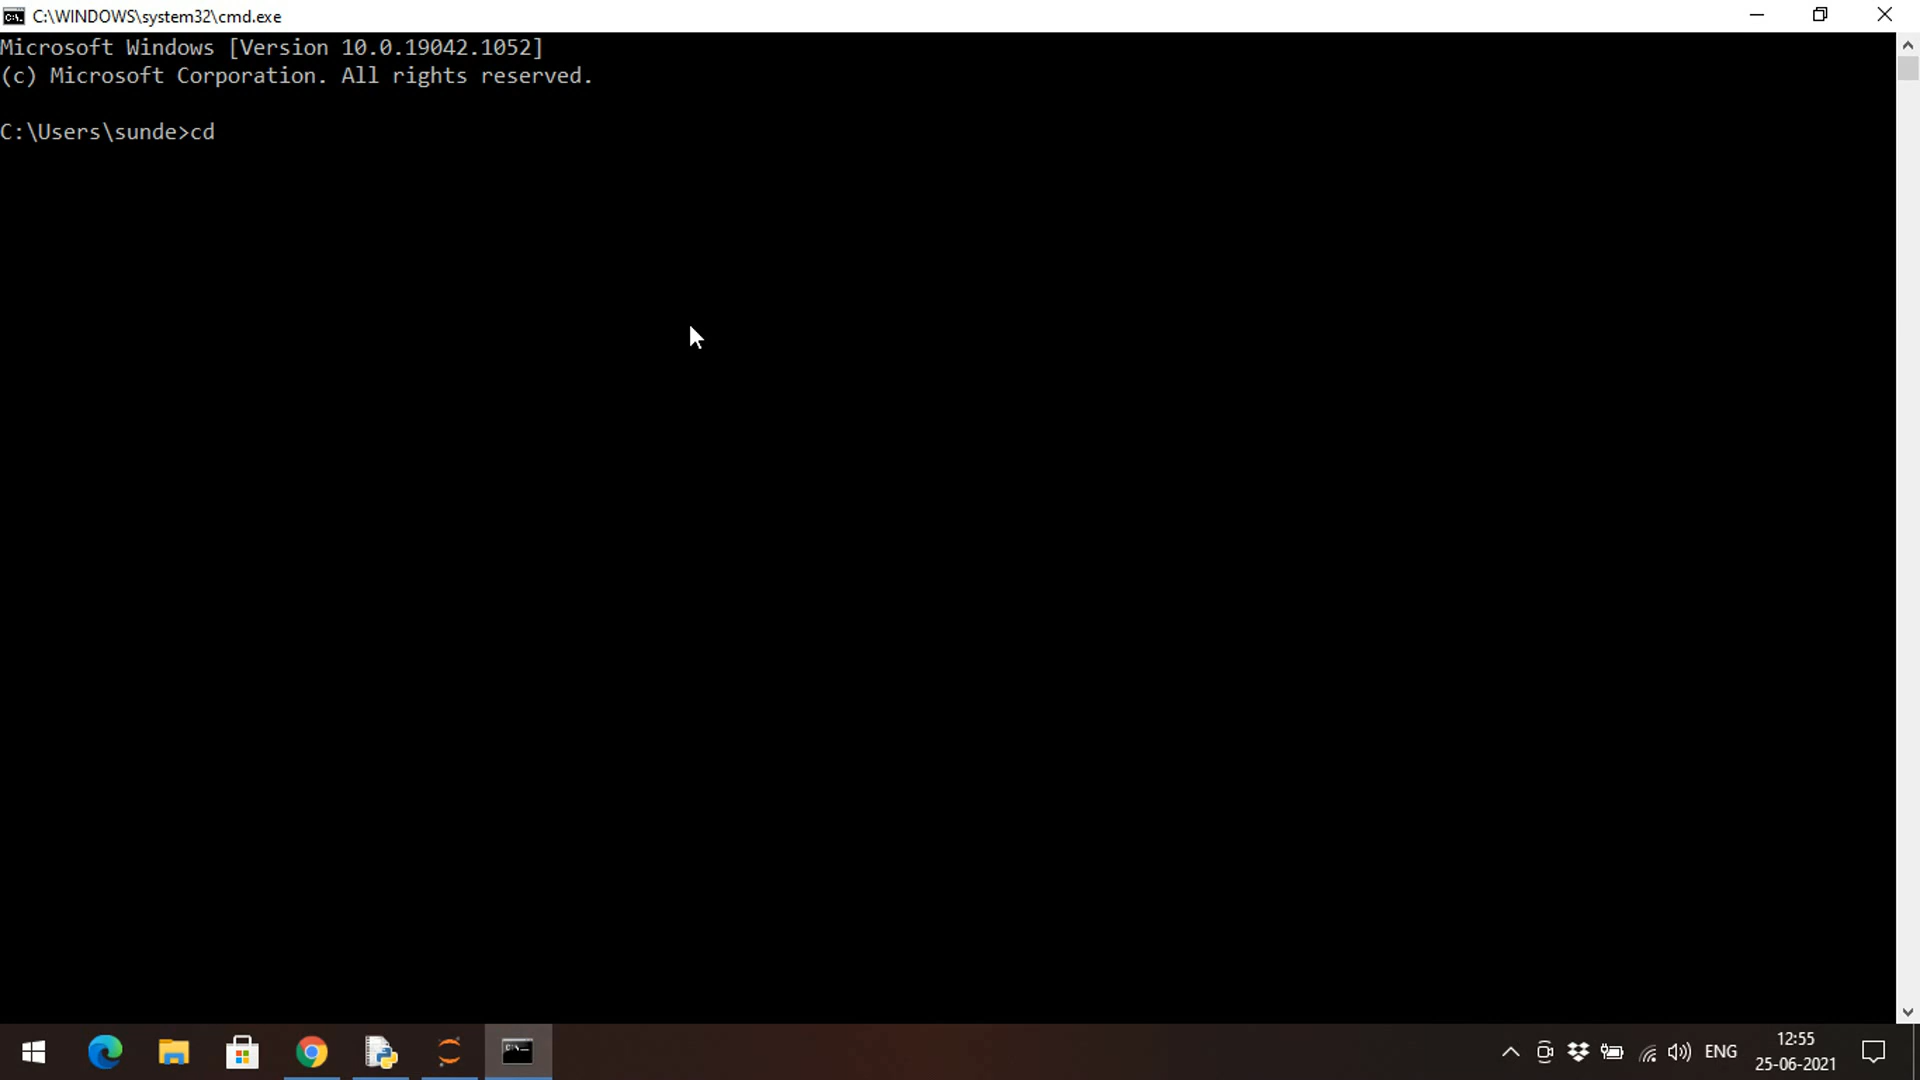 C:\WINDOWS\system32\cmd.exe
Microsoft Windows [Version 10.0.19042.1052]
(c) Microsoft Corporation. All rights reserved.
C:\Users\sunde>cd
ENG
12:55
25-06-2021